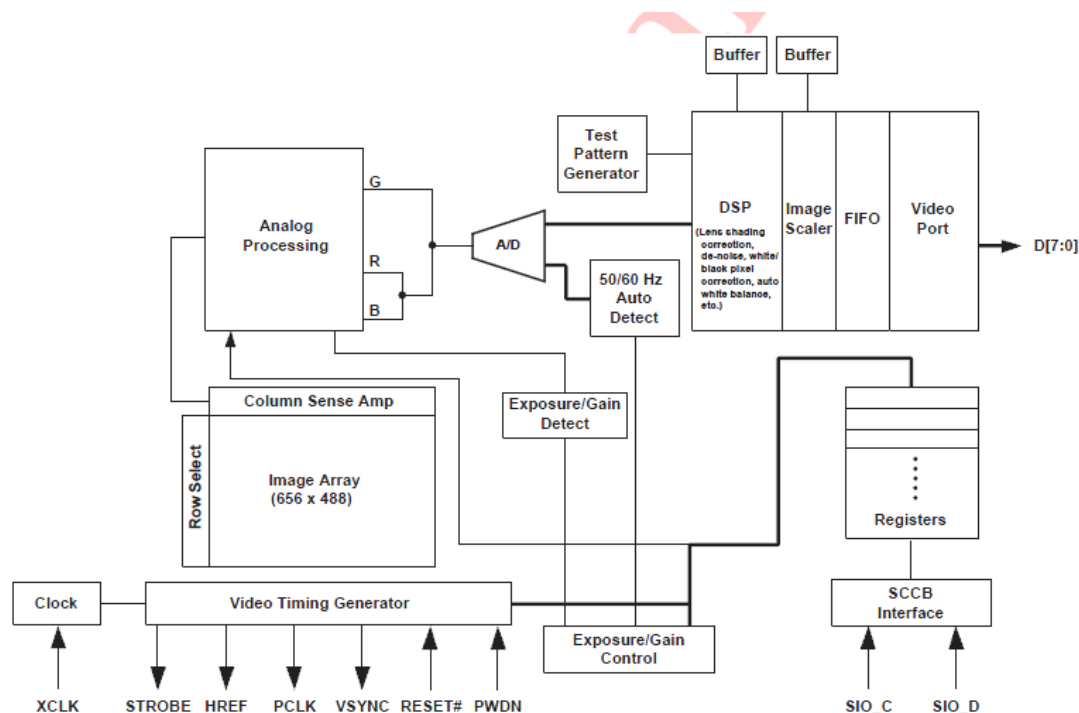 Buffer
Buffer
Test
Pattern
Generator
DSP
(Lens shading
correction,
de-noise, white/
black pixel
correction, auto
white balance,
etc.)
Image
Scaler
FIFO
Video
Port
D[7:0]
G
Analog
Processing
R
B
A/D
50/60 Hz
Auto
Detect
Column Sense Amp
Row Select
Image Array
(656 x 488)
Exposure/Gain
Detect
Registers
Clock
Video Timing Generator
SCCB
Interface
Exposure/Gain
Control
XCLK
STROBE
HREF
PCLK
VSYNC
RESET#
PWDN
SIO_C
SIO_D